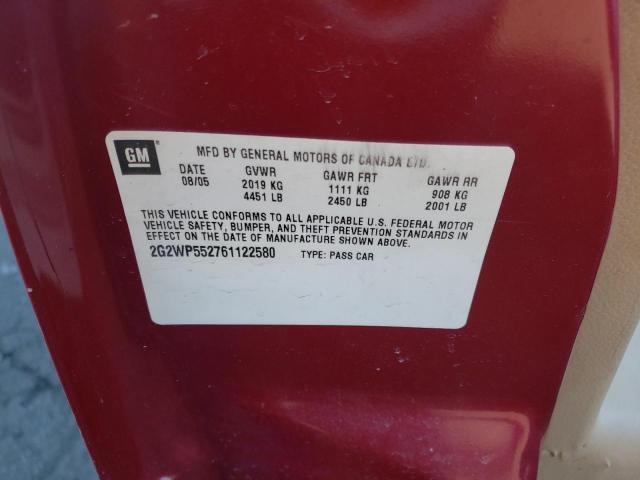 GM
MFD BY GENERAL MOTORS OF CANADA LTD.
DATE GVWR GAWR FRT GAWR RR
08/05 2019 KG 1111 KG 908 KG
4451 LB 2450 LB 2001 LB
THIS VEHICLE CONFORMS TO ALL APPLICABLE U.S. FEDERAL MOTOR
VEHICLE SAFETY, BUMPER, AND THEFT PREVENTION STANDARDS IN
EFFECT ON THE DATE OF MANUFACTURE SHOWN ABOVE.
2G2WP552761122580 TYPE: PASS CAR